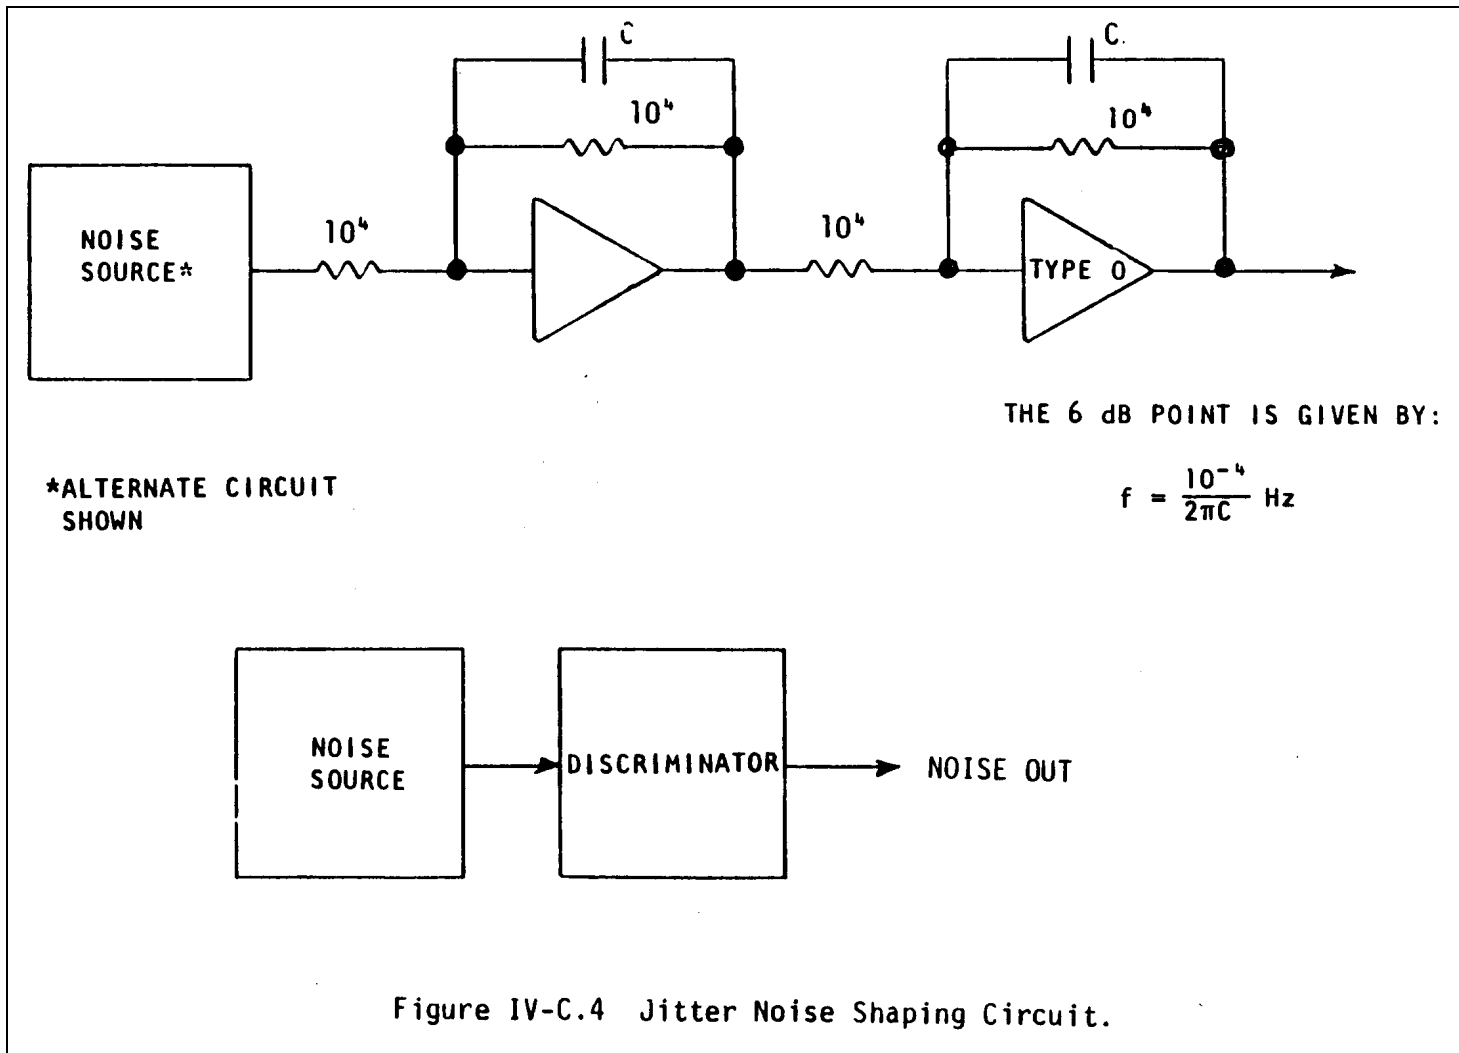 C
C.
10⁴
10⁴
NOISE
SOURCE*
10⁴
10⁴
TYPE 0
THE 6 dB POINT IS GIVEN BY:
f = 10⁻⁴/2πC Hz
*ALTERNATE CIRCUIT
SHOWN
NOISE
SOURCE
DISCRIMINATOR
NOISE OUT
Figure IV-C.4 Jitter Noise Shaping Circuit.